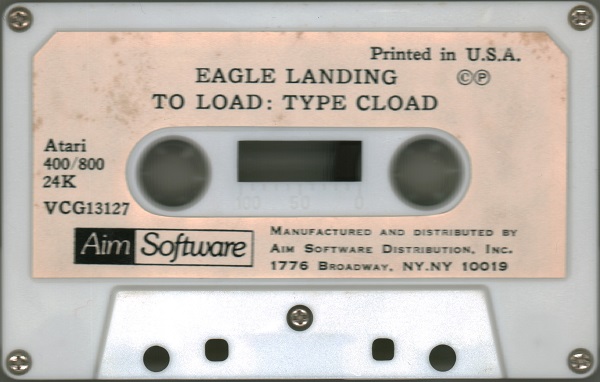 Printed in U.S.A.
EAGLE LANDING ©℗
TO LOAD: TYPE CLOAD
Atari
400/800
24K
VCG13127
100 50 0
Aim Software
MANUFACTURED AND DISTRIBUTED BY
AIM SOFTWARE DISTRIBUTION, INC.
1776 BROADWAY, NY.NY 10019